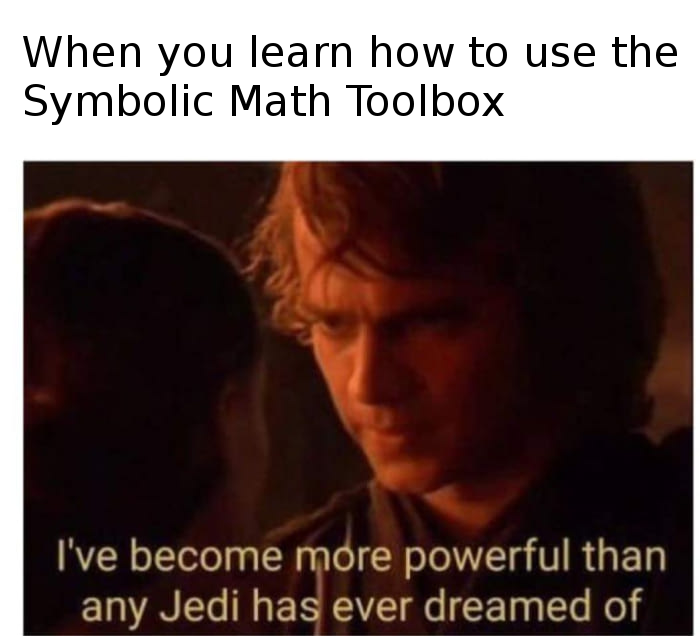 When you learn how to use the
Symbolic Math Toolbox
I've become more powerful than
any Jedi has ever dreamed of